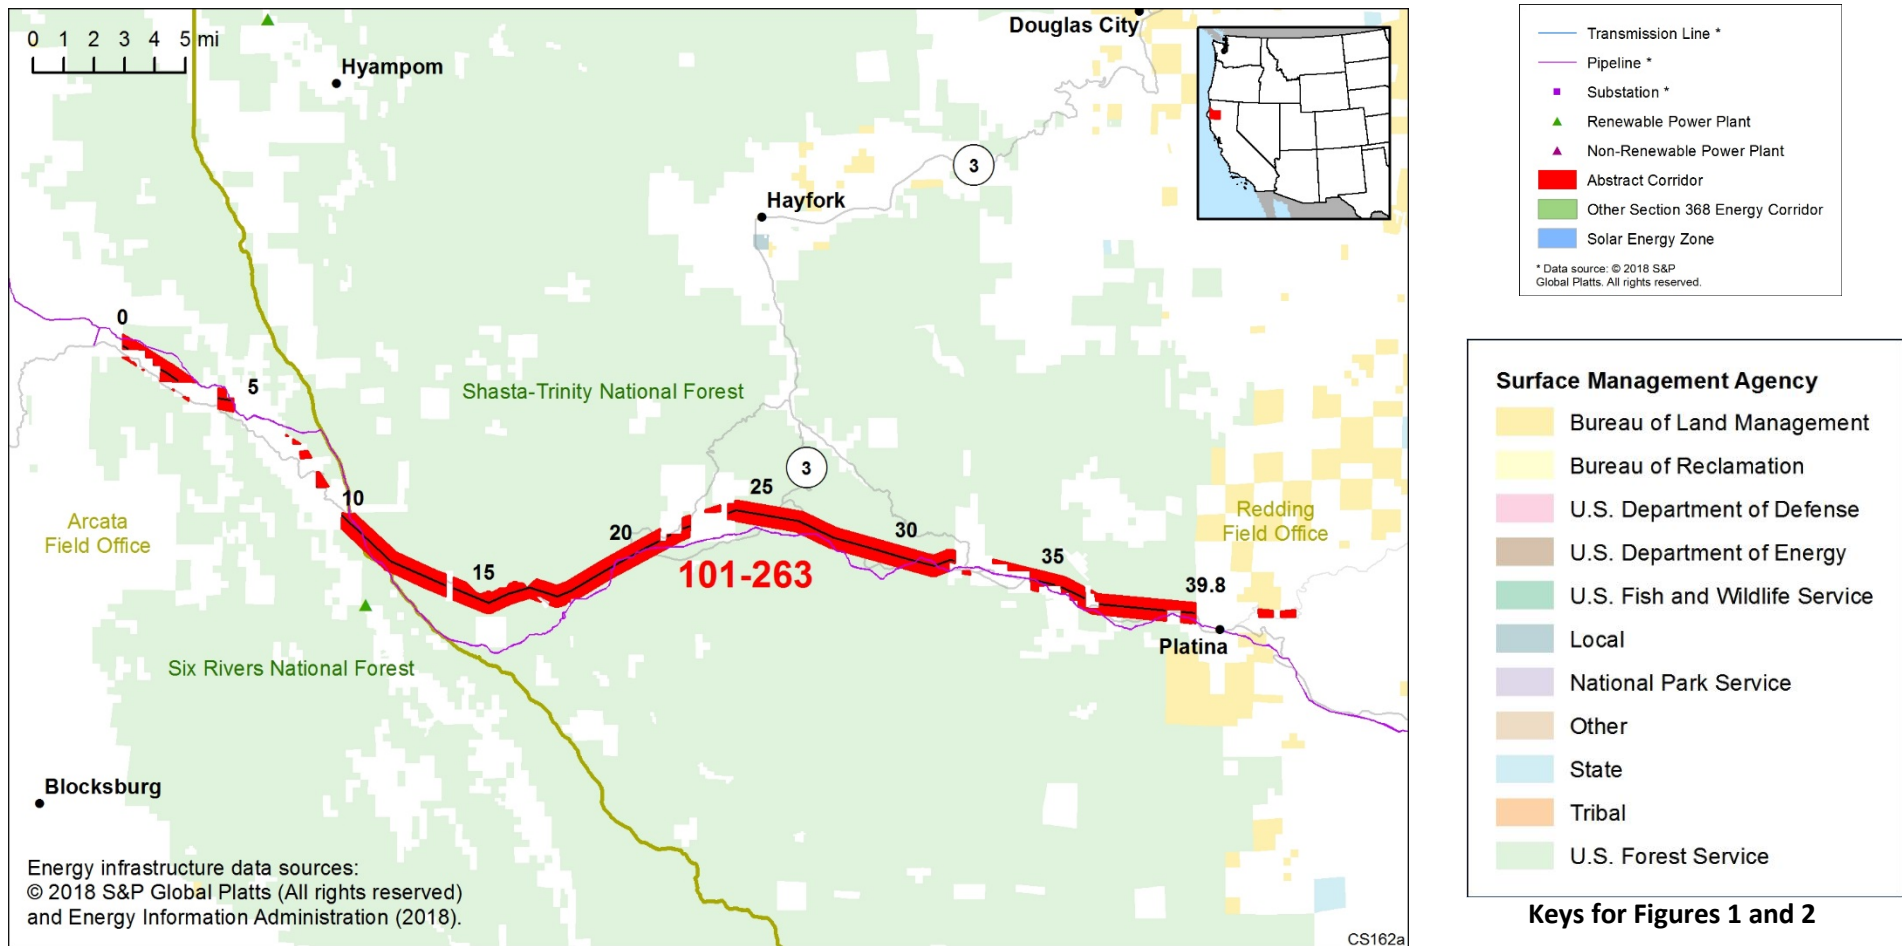 0 1 2 3 4 5 mi
Douglas City
Hyampom
3
Hayfork
0
5
Shasta-Trinity National Forest
3
10
25
Arcata
Field Office
Redding
Field Office
20
30
15
35
101-263
39.8
Platina
Six Rivers National Forest
Blocksburg
Energy infrastructure data sources:
© 2018 S&P Global Platts (All rights reserved)
and Energy Information Administration (2018).
CS162a
Transmission Line *
Pipeline *
Substation *
Renewable Power Plant
Non-Renewable Power Plant
Abstract Corridor
Other Section 368 Energy Corridor
Solar Energy Zone
* Data source: © 2018 S&P
Global Platts. All rights reserved.
Surface Management Agency
Bureau of Land Management
Bureau of Reclamation
U.S. Department of Defense
U.S. Department of Energy
U.S. Fish and Wildlife Service
Local
National Park Service
Other
State
Tribal
U.S. Forest Service
Keys for Figures 1 and 2